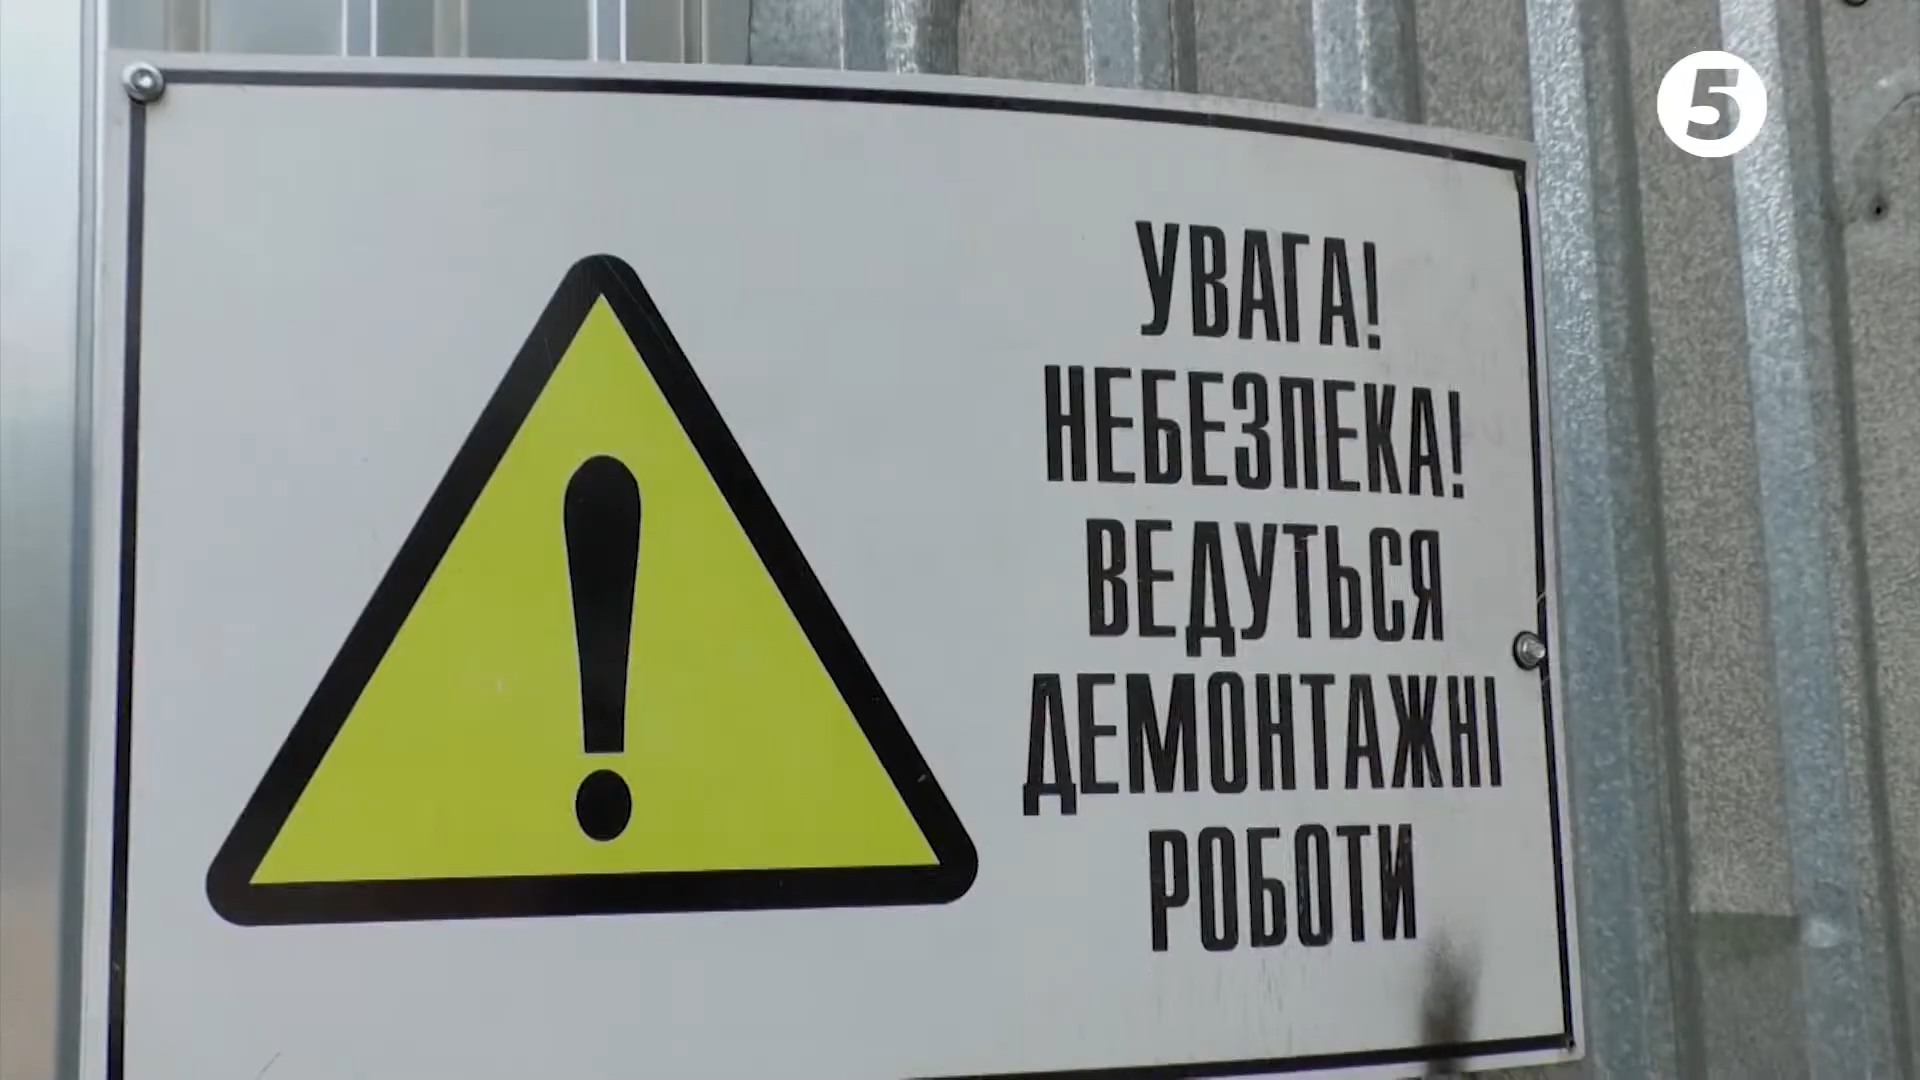 5
УВАГА!
НЕБЕЗПЕКА!
ВЕДУТЬСЯ
ДЕМОНТАЖНІ
РОБОТИ